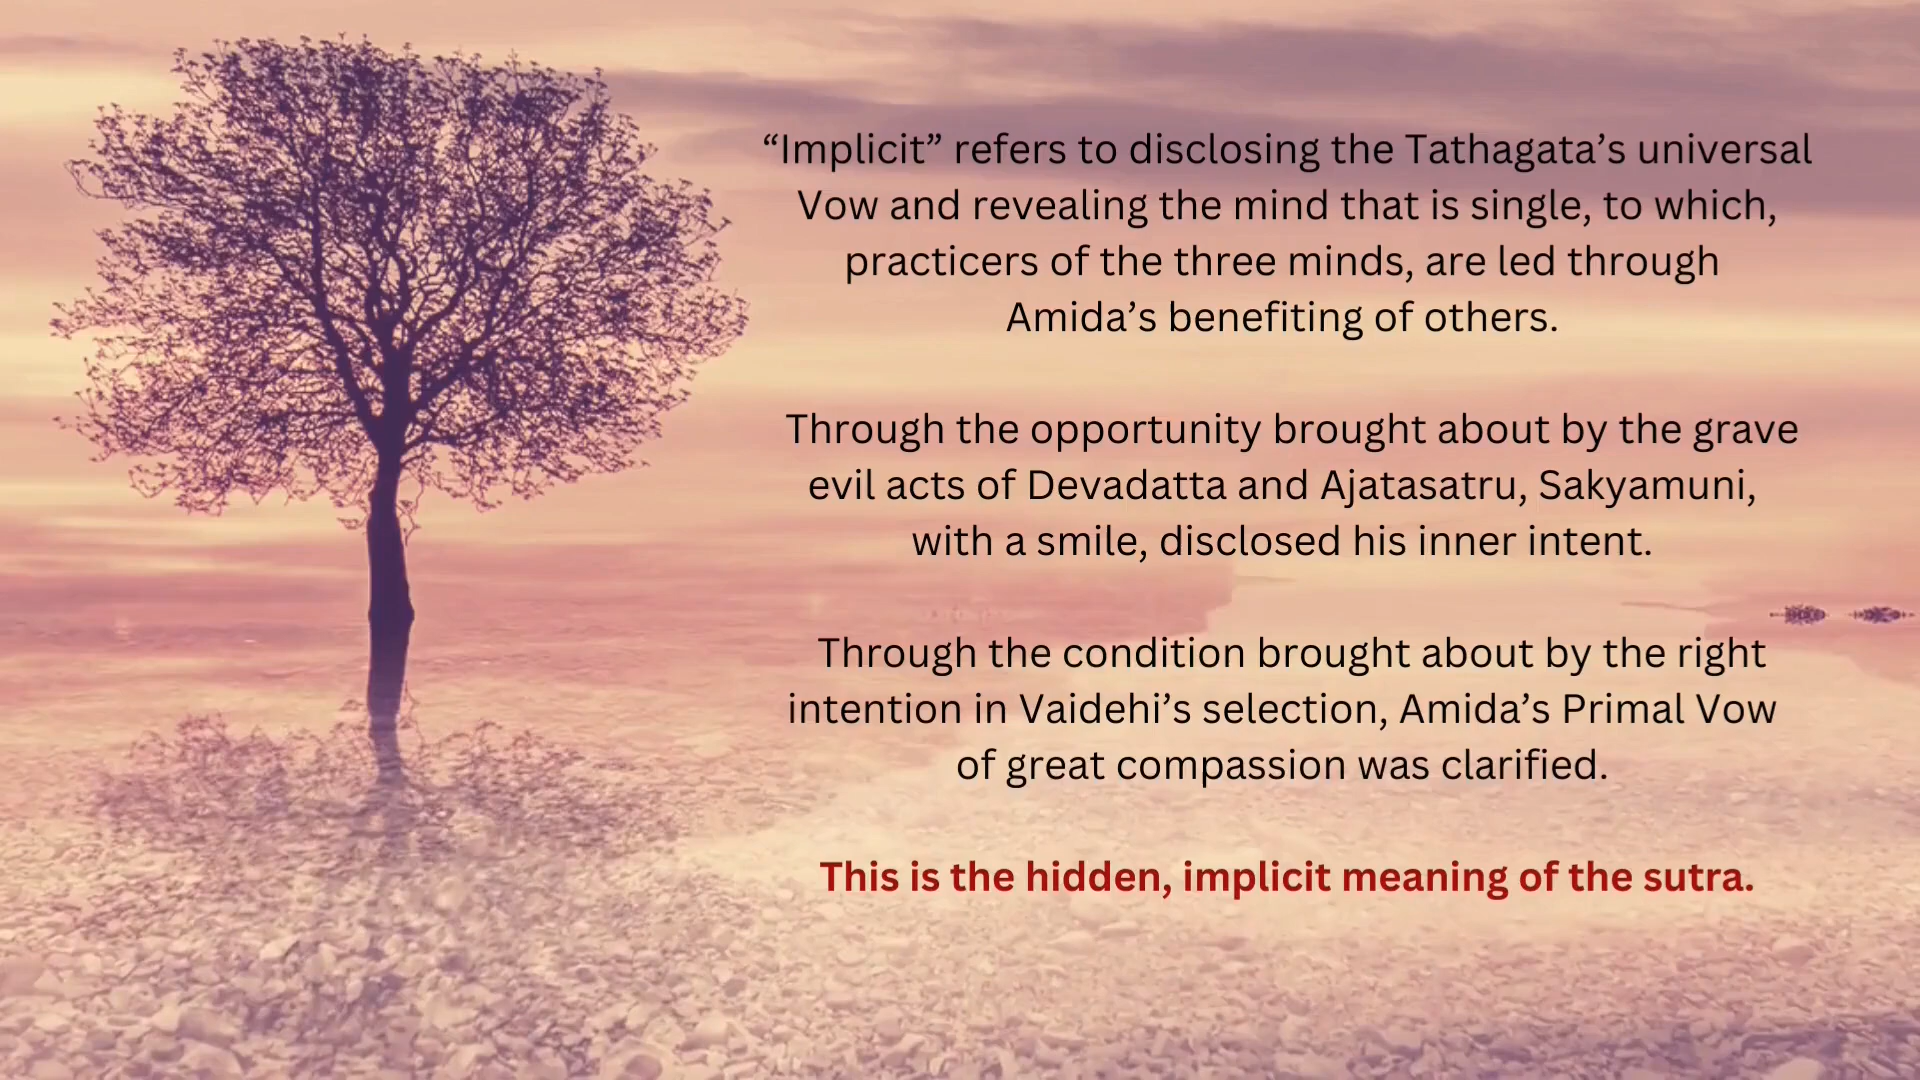 “Implicit” refers to disclosing the Tathagata’s universal
Vow and revealing the mind that is single, to which,
practicers of the three minds, are led through
Amida’s benefiting of others.
Through the opportunity brought about by the grave
evil acts of Devadatta and Ajatasatru, Sakyamuni,
with a smile, disclosed his inner intent.
Through the condition brought about by the right
intention in Vaidehi’s selection, Amida’s Primal Vow
of great compassion was clarified.
This is the hidden, implicit meaning of the sutra.